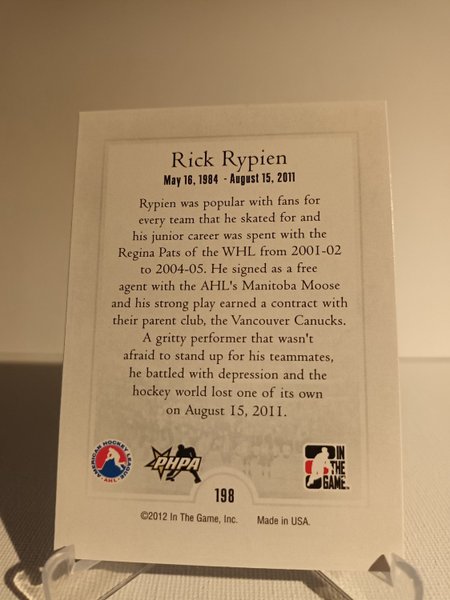 Rick Rypien
May 16, 1984 - August 15, 2011
Rypien was popular with fans for
every team that he skated for and
his junior career was spent with the
Regina Pats of the WHL from 2001-02
to 2004-05. He signed as a free
agent with the AHL's Manitoba Moose
and his strong play earned a contract with
their parent club, the Vancouver Canucks.
A gritty performer that wasn't
afraid to stand up for his teammates,
he battled with depression and the
hockey world lost one of its own
on August 15, 2011.
AMERICAN HOCKEY LEAGUE
AHL
PHPA
IN
THE
GAME
198
©2012 In The Game, Inc. Made in USA.